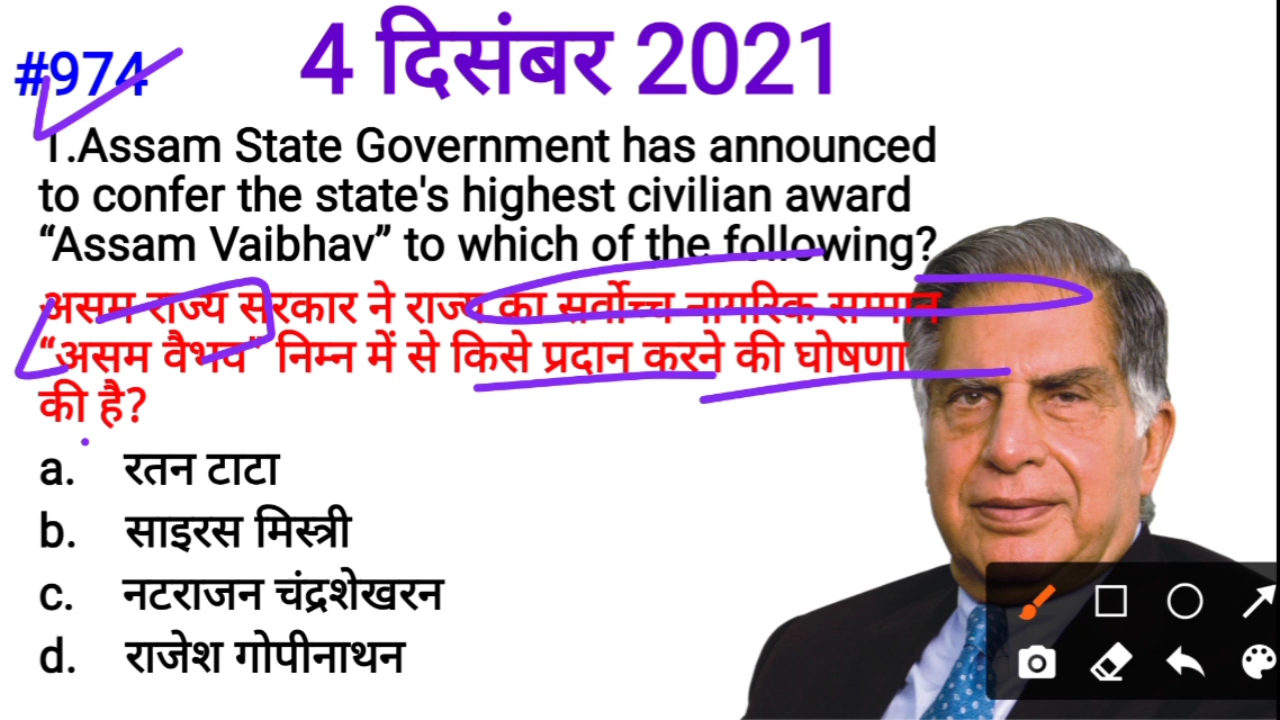 #974
4 दिसंबर 2021
1.Assam State Government has announced
to confer the state's highest civilian award
“Assam Vaibhav” to which of the following?
असम राज्य सरकार ने राज्य का सर्वोच्च नागरिक सम्मान
“असम वैभव” निम्न में से किसे प्रदान करने की घोषणा
की है?
a. रतन टाटा
b. साइरस मिस्त्री
c. नटराजन चंद्रशेखरन
d. राजेश गोपीनाथन